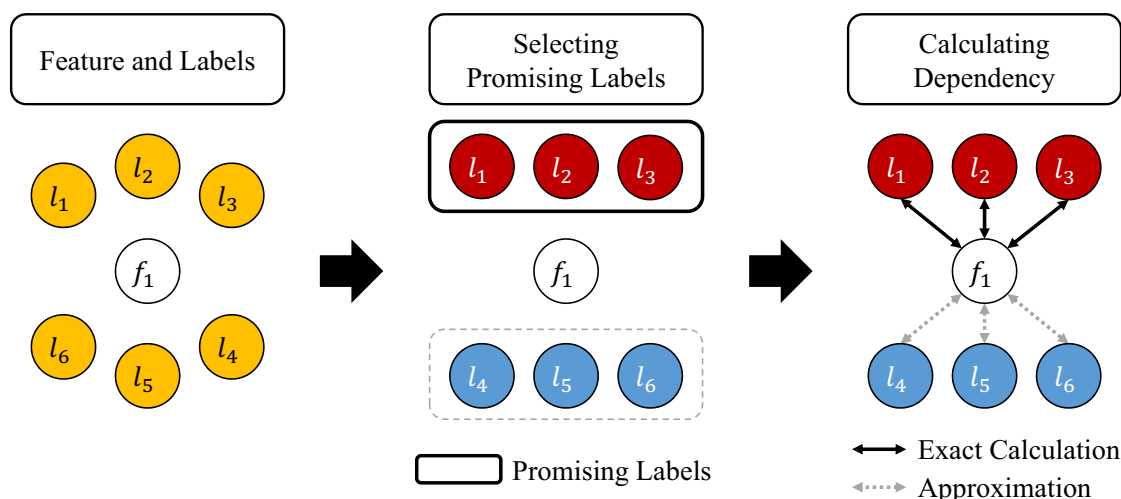 Feature and Labels
Selecting
Promising Labels
Calculating
Dependency
l₁
l₂
l₃
f₁
l₆
l₅
l₄
l₁ l₂ l₃
f₁
l₄ l₅ l₆
Promising Labels
l₁ l₂ l₃
f₁
l₄ l₅ l₆
Exact Calculation
Approximation